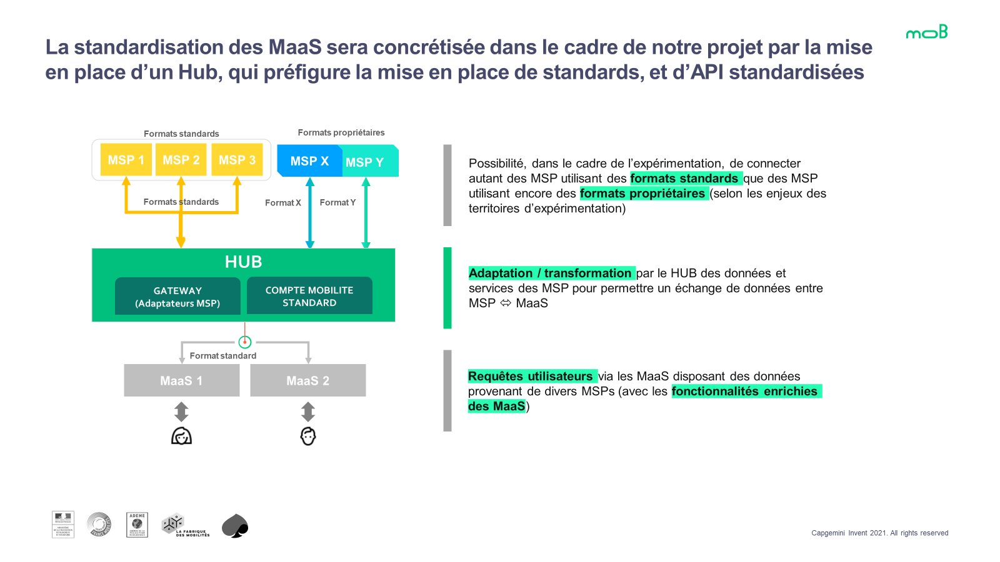 moB
La standardisation des MaaS sera concrétisée dans le cadre de notre projet par la mise
en place d’un Hub, qui préfigure la mise en place de standards, et d’API standardisées
Formats standards
Formats propriétaires
MSP 1
MSP 2
MSP 3
MSP X
MSP Y
Formats standards
Format X
Format Y
HUB
GATEWAY
(Adaptateurs MSP)
COMPTE MOBILITE
STANDARD
Format standard
MaaS 1
MaaS 2
Possibilité, dans le cadre de l’expérimentation, de connecter
autant des MSP utilisant des formats standards que des MSP
utilisant encore des formats propriétaires (selon les enjeux des
territoires d’expérimentation)
Adaptation / transformation par le HUB des données et
services des MSP pour permettre un échange de données entre
MSP ⬄ MaaS
Requêtes utilisateurs via les MaaS disposant des données
provenant de divers MSPs (avec les fonctionnalités enrichies
des MaaS)
ADEME
LA FABRIQUE
DES MOBILITÉS
Capgemini Invent 2021. All rights reserved